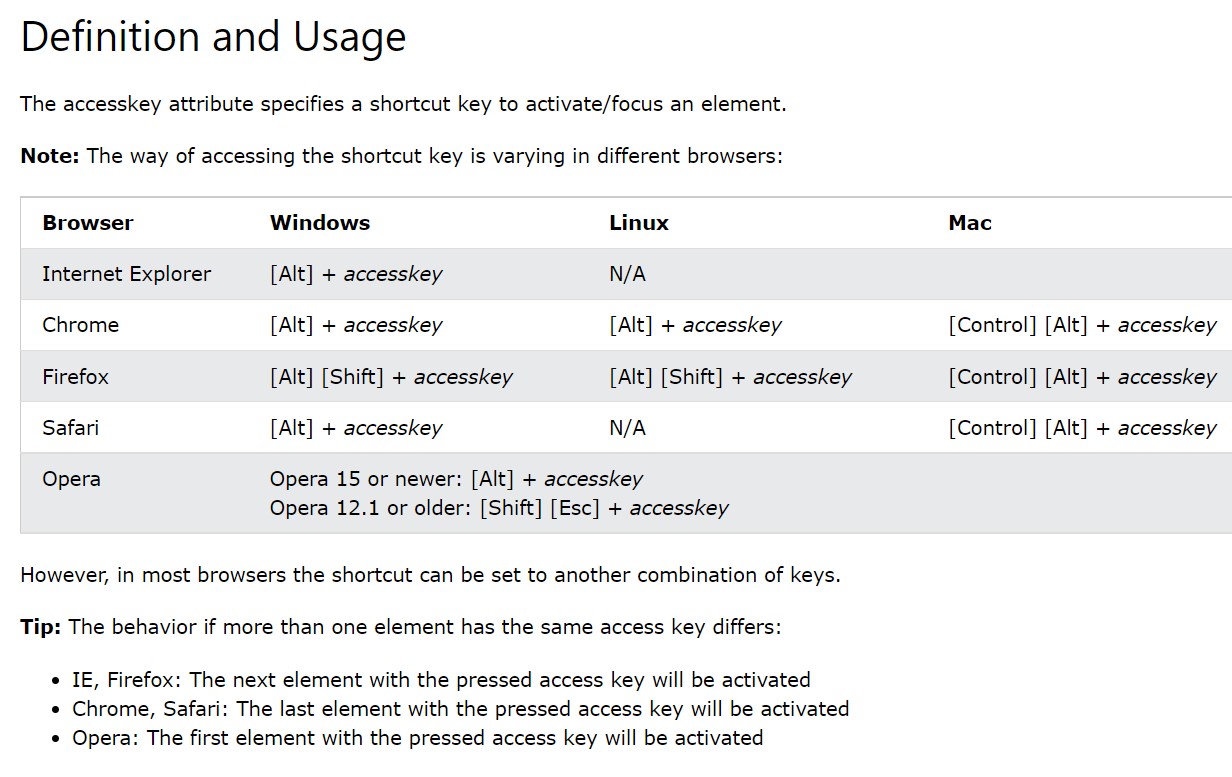 Definition and Usage
The accesskey attribute specifies a shortcut key to activate/focus an element.
Note: The way of accessing the shortcut key is varying in different browsers:
Browser Windows Linux Mac
Internet Explorer [Alt] + accesskey N/A
Chrome [Alt] + accesskey [Alt] + accesskey [Control] [Alt] + accesskey
Firefox [Alt] [Shift] + accesskey [Alt] [Shift] + accesskey [Control] [Alt] + accesskey
Safari [Alt] + accesskey N/A [Control] [Alt] + accesskey
Opera Opera 15 or newer: [Alt] + accesskey
Opera 12.1 or older: [Shift] [Esc] + accesskey
However, in most browsers the shortcut can be set to another combination of keys.
Tip: The behavior if more than one element has the same access key differs:
• IE, Firefox: The next element with the pressed access key will be activated
• Chrome, Safari: The last element with the pressed access key will be activated
• Opera: The first element with the pressed access key will be activated